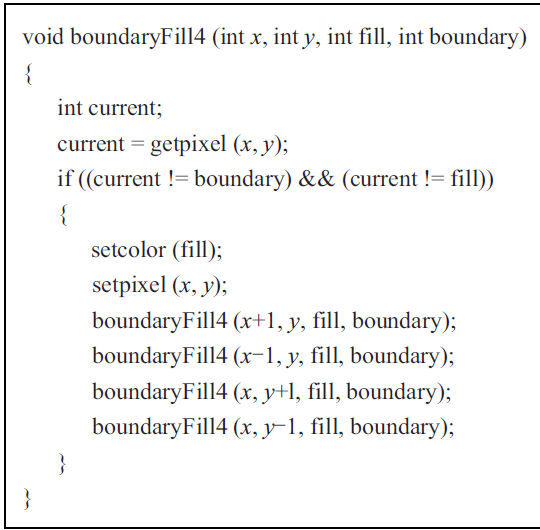 void boundaryFill4 (int x, int y, int fill, int boundary)
{
int current;
current = getpixel (x, y);
if ((current != boundary) && (current != fill))
{
setcolor (fill);
setpixel (x, y);
boundaryFill4 (x+1, y, fill, boundary);
boundaryFill4 (x−1, y, fill, boundary);
boundaryFill4 (x, y+l, fill, boundary);
boundaryFill4 (x, y−1, fill, boundary);
}
}